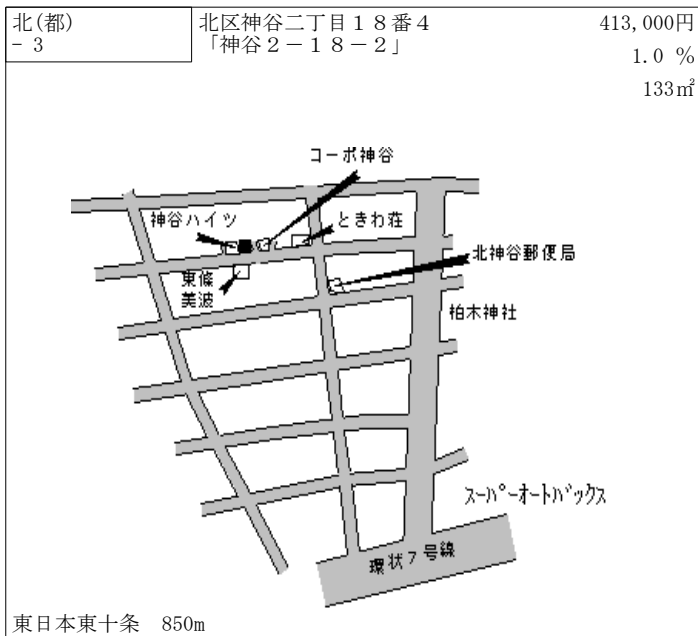 北(都)
- 3
北区神谷二丁目１８番４
「神谷２－１８－２」
413,000円
1.0 %
133㎡
コーポ神谷
神谷ハイツ
ときわ荘
北神谷郵便局
東條
美波
柏木神社
スーパーオートバックス
環状７号線
東日本東十条　850m